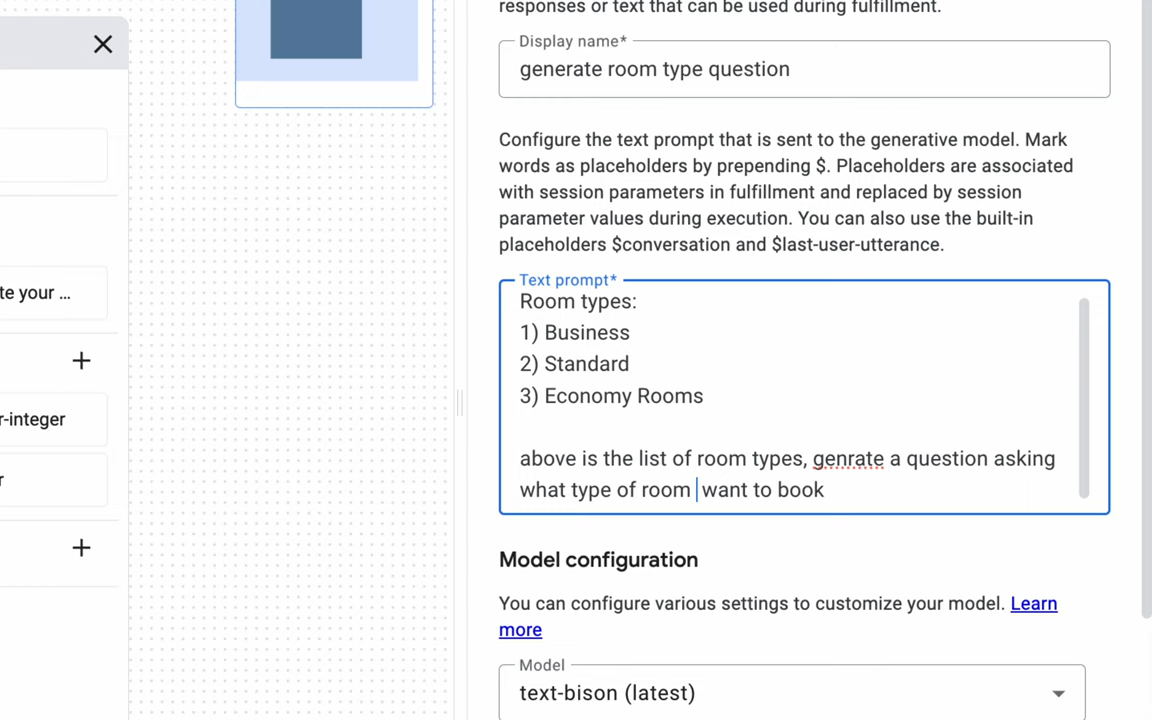 responses or text that can be used during fulfillment.
Display name*
generate room type question
Configure the text prompt that is sent to the generative model. Mark
words as placeholders by prepending $. Placeholders are associated
with session parameters in fulfillment and replaced by session
parameter values during execution. You can also use the built-in
placeholders $conversation and $last-user-utterance.
te your ...
r-integer
r
Text prompt*
Room types:
1) Business
2) Standard
3) Economy Rooms
above is the list of room types, genrate a question asking
what type of room want to book
Model configuration
You can configure various settings to customize your model. Learn
more
Model
text-bison (latest)